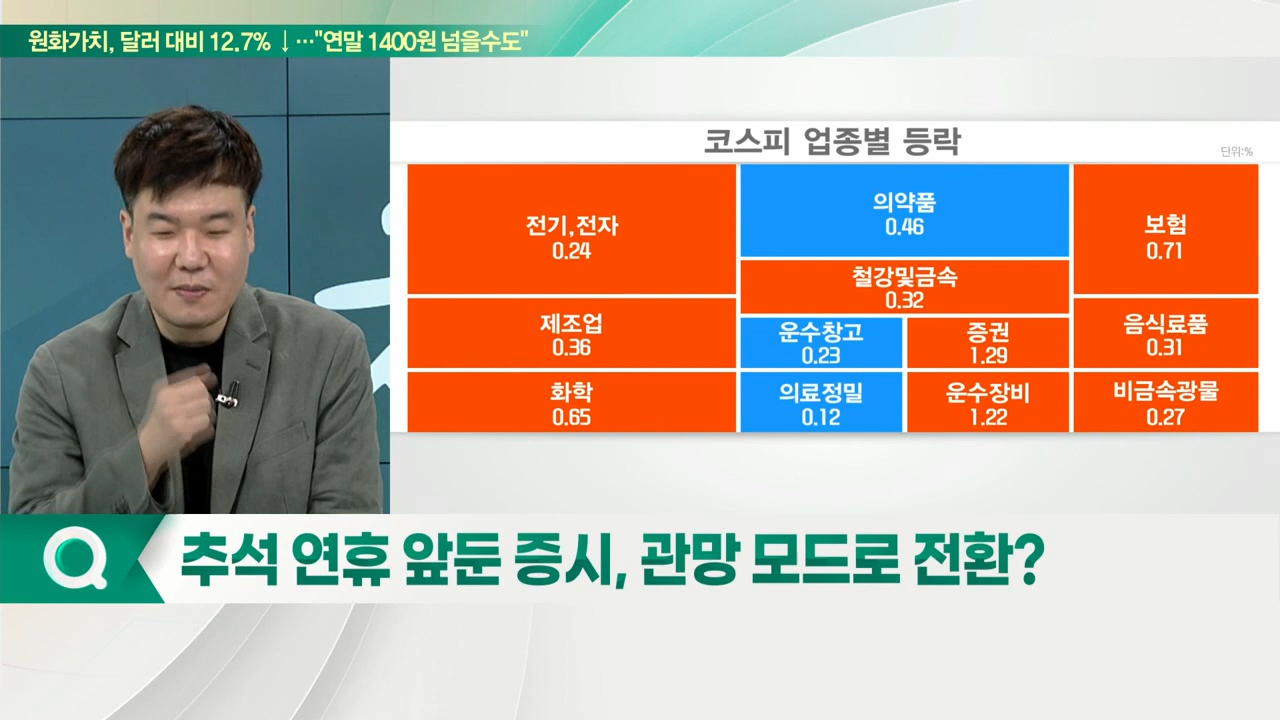 원화가치, 달러 대비 12.7% ↓…"연말 1400원 넘을수도"
코스피 업종별 등락
단위:%
전기,전자
0.24
의약품
0.46
보험
0.71
철강및금속
0.32
제조업
0.36
운수창고
0.23
증권
1.29
음식료품
0.31
화학
0.65
의료정밀
0.12
운수장비
1.22
비금속광물
0.27
추석 연휴 앞둔 증시, 관망 모드로 전환?